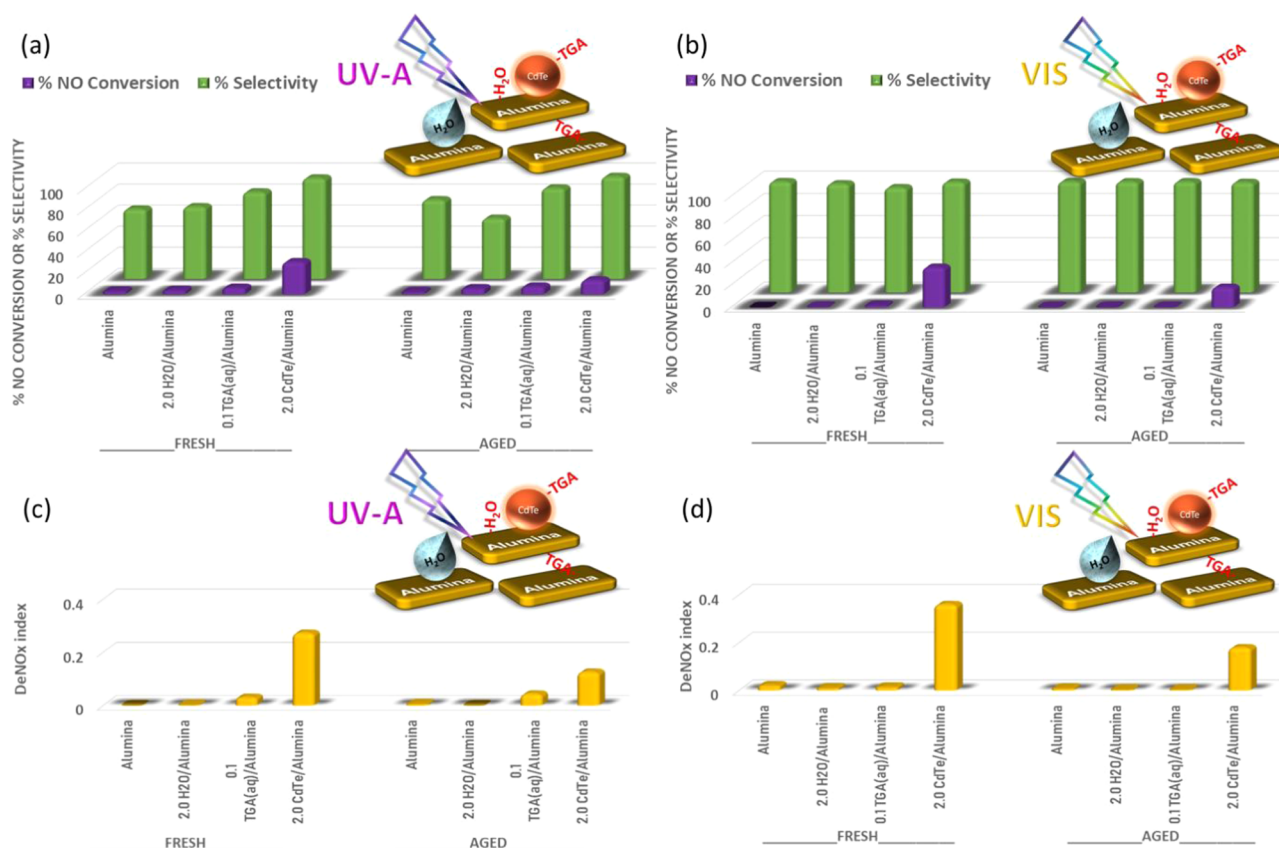 (a)
% NO Conversion
% Selectivity
UV-A
-H2O
CdTe
-TGA
H2O
Alumina
Alumina
TGA
Alumina
% NO CONVERSION OR % SELECTIVITY
100
80
60
40
20
0
Alumina
2.0 H2O/Alumina
0.1 TGA(aq)/Alumina
2.0 CdTe/Alumina
Alumina
2.0 H2O/Alumina
0.1 TGA(aq)/Alumina
2.0 CdTe/Alumina
FRESH
AGED
(b)
% NO Conversion
% Selectivity
VIS
-H2O
CdTe
-TGA
H2O
Alumina
Alumina
TGA
Alumina
% NO CONVERSION OR % SELECTIVITY
100
80
60
40
20
0
Alumina
2.0 H2O/Alumina
0.1
TGA(aq)/Alumina
2.0 CdTe/Alumina
Alumina
2.0 H2O/Alumina
0.1
TGA(aq)/Alumina
2.0 CdTe/Alumina
FRESH
AGED
(c)
UV-A
-H2O
CdTe
-TGA
H2O
Alumina
Alumina
TGA
Alumina
DeNOx index
0.4
0.2
0
Alumina
2.0 H2O/Alumina
0.1
TGA(aq)/Alumina
2.0 CdTe/Alumina
Alumina
2.0 H2O/Alumina
0.1
TGA(aq)/Alumina
2.0 CdTe/Alumina
FRESH
AGED
(d)
VIS
-H2O
CdTe
-TGA
H2O
Alumina
Alumina
TGA
Alumina
DeNOx index
0.4
0.2
0
Alumina
2.0 H2O/Alumina
0.1 TGA(aq)/Alumina
2.0 CdTe/Alumina
Alumina
2.0 H2O/Alumina
0.1 TGA(aq)/Alumina
2.0 CdTe/Alumina
FRESH
AGED